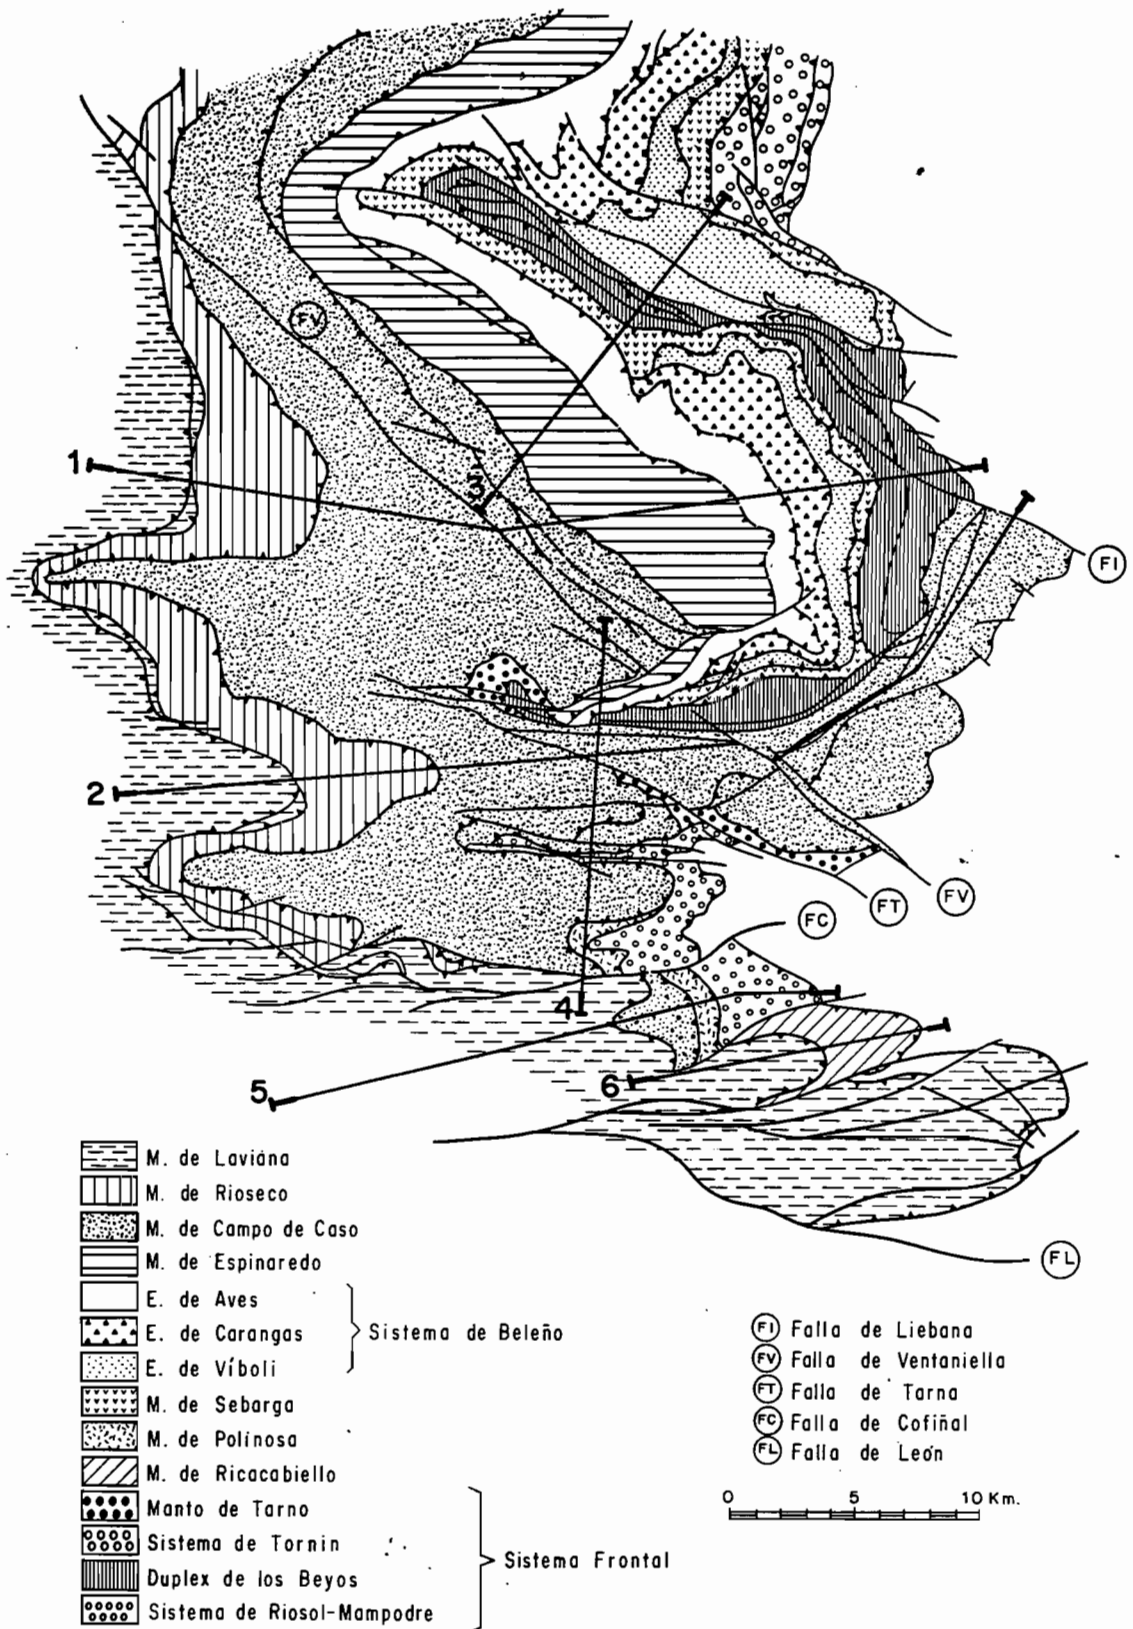 FV
1
3
FI
2
FV
FT
FC
4
5
6
FL
M. de Laviana
M. de Rioseco
M. de Campo de Caso
M. de Espinaredo
E. de Aves
E. de Carangas
Sistema de Beleño
E. de Víboli
M. de Sebarga
M. de Polinosa
M. de Ricacabiello
Manto de Tarno
Sistema de Tornin
Duplex de los Beyos
Sistema Frontal
Sistema de Riosol-Mampodre
FI Falla de Liebana
FV Falla de Ventaniella
FT Falla de Tarna
FC Falla de Cofiñal
FL Falla de León
0 5 10 Km.